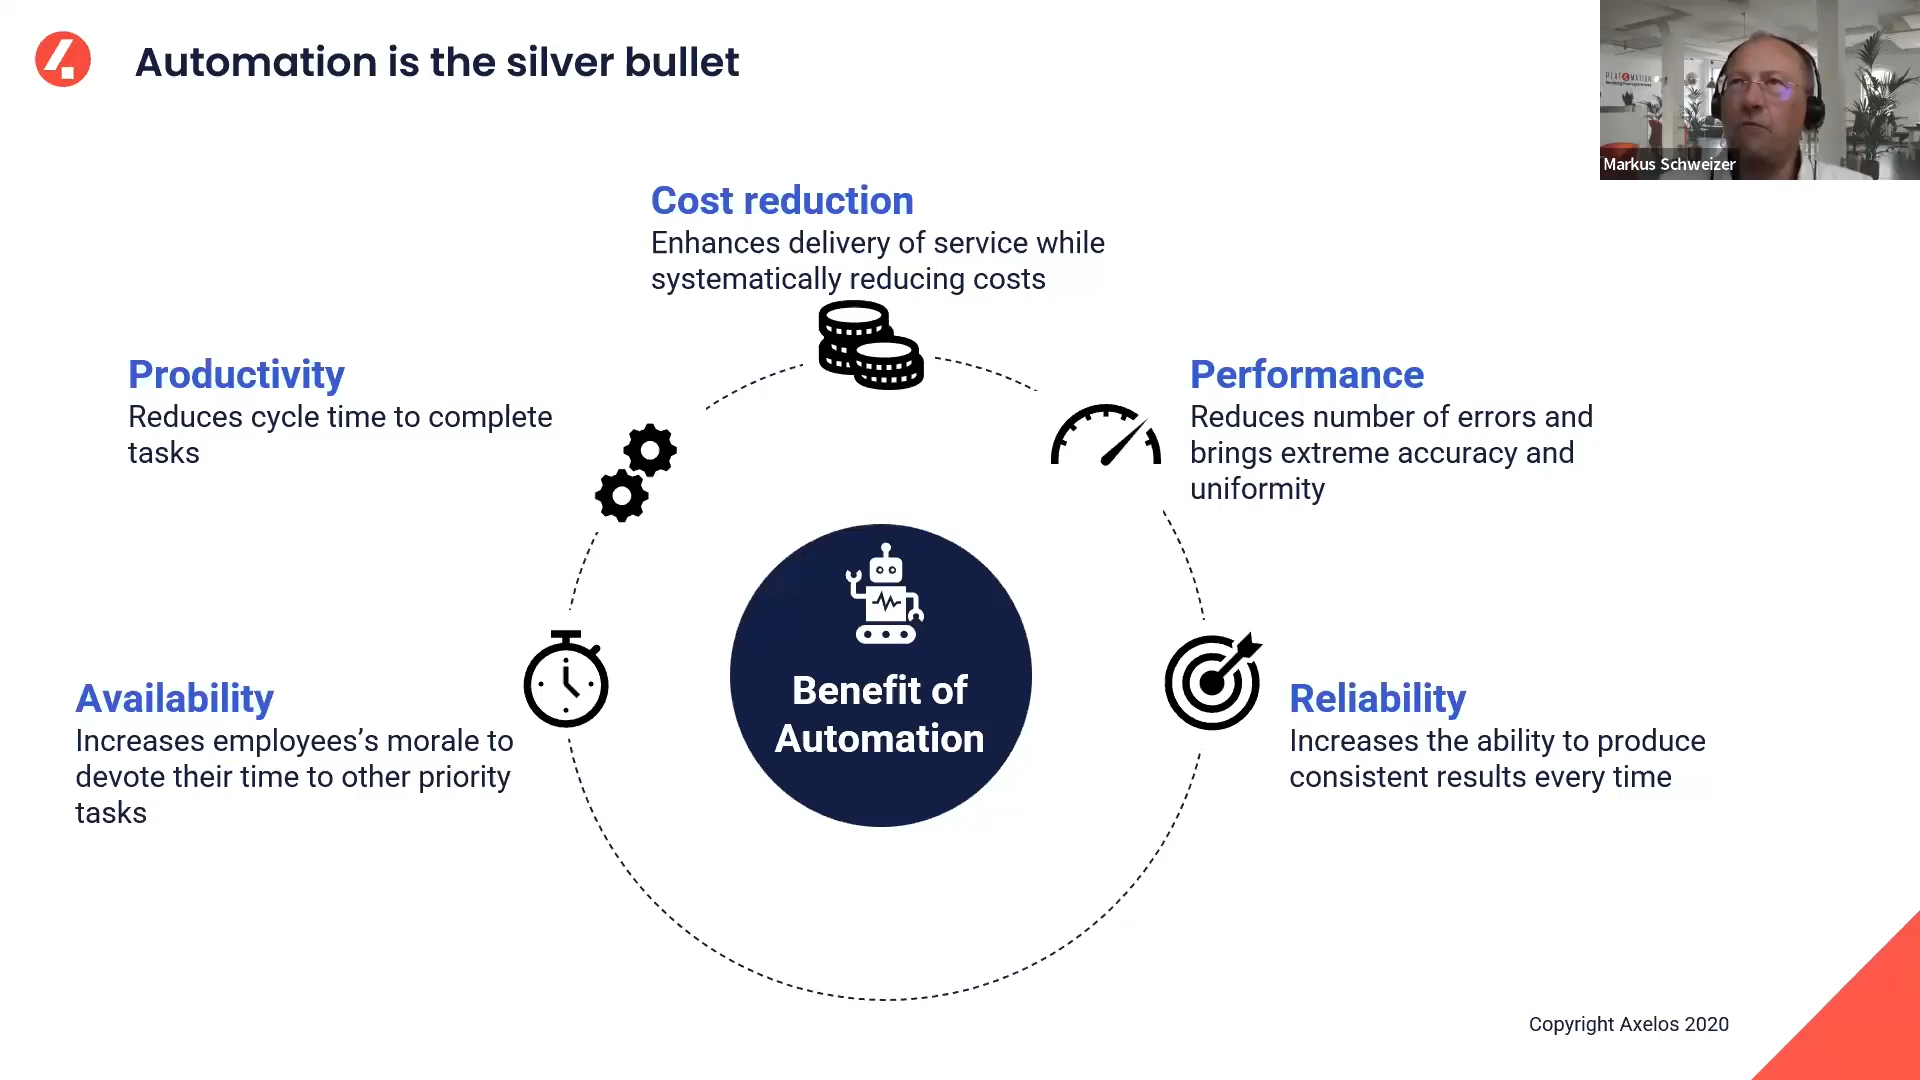 Automation is the silver bullet
PLAT4MATION
Markus Schweizer
Cost reduction
Enhances delivery of service while
systematically reducing costs
Productivity
Reduces cycle time to complete
tasks
Performance
Reduces number of errors and
brings extreme accuracy and
uniformity
Availability
Increases employees’s morale to
devote their time to other priority
tasks
Benefit of
Automation
Reliability
Increases the ability to produce
consistent results every time
Copyright Axelos 2020